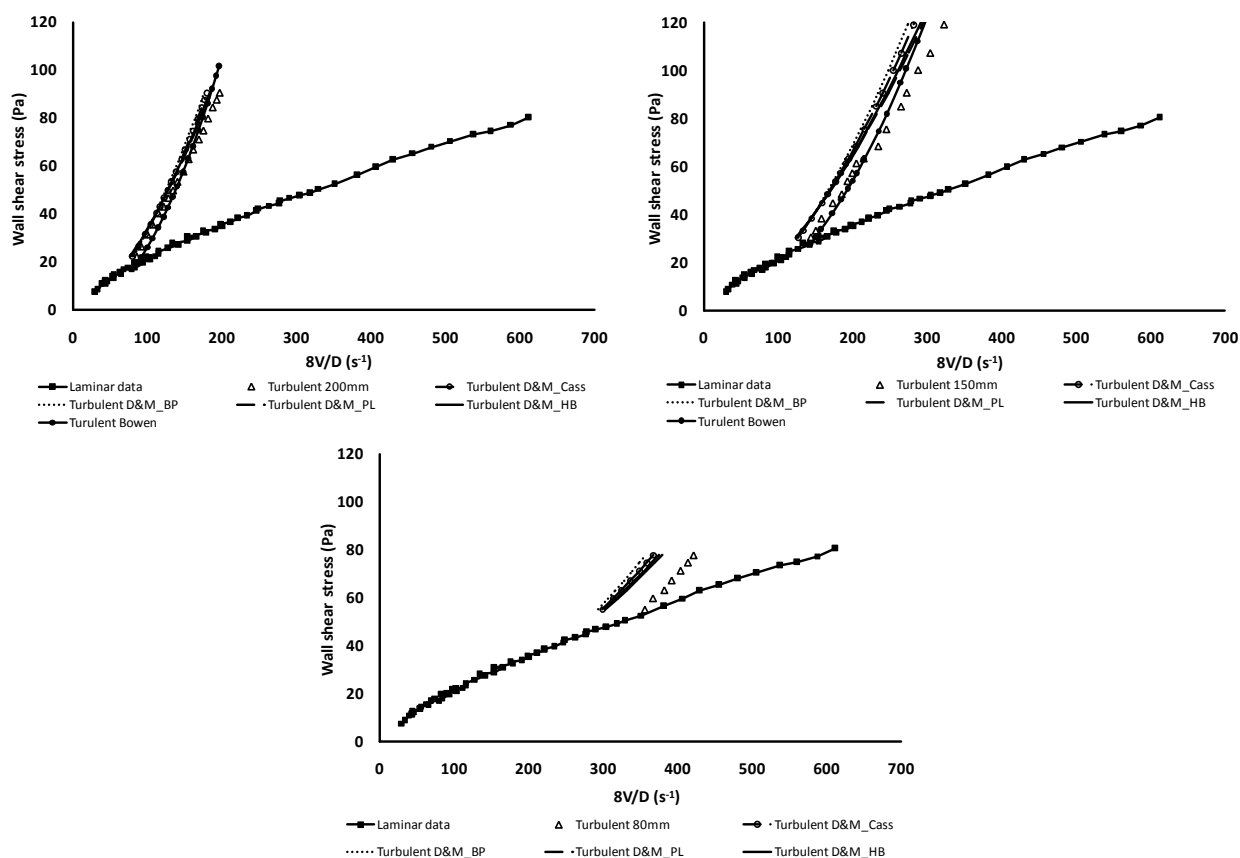 120
100
80
60
40
20
0
Wall shear stress (Pa)
0 100 200 300 400 500 600 700
8V/D (s-1)
Laminar data Turbulent 200mm Turbulent D&M_Cass
Turbulent D&M_BP Turbulent D&M_PL Turbulent D&M_HB
Turulent Bowen
120
100
80
60
40
20
0
Wall shear stress (Pa)
0 100 200 300 400 500 600 700
8V/D (s-1)
Laminar data Turbulent 150mm Turbulent D&M_Cass
Turbulent D&M_BP Turbulent D&M_PL Turbulent D&M_HB
Turulent Bowen
120
100
80
60
40
20
0
Wall shear stress (Pa)
0 100 200 300 400 500 600 700
8V/D (s-1)
Laminar data Turbulent 80mm Turbulent D&M_Cass
Turbulent D&M_BP Turbulent D&M_PL Turbulent D&M_HB